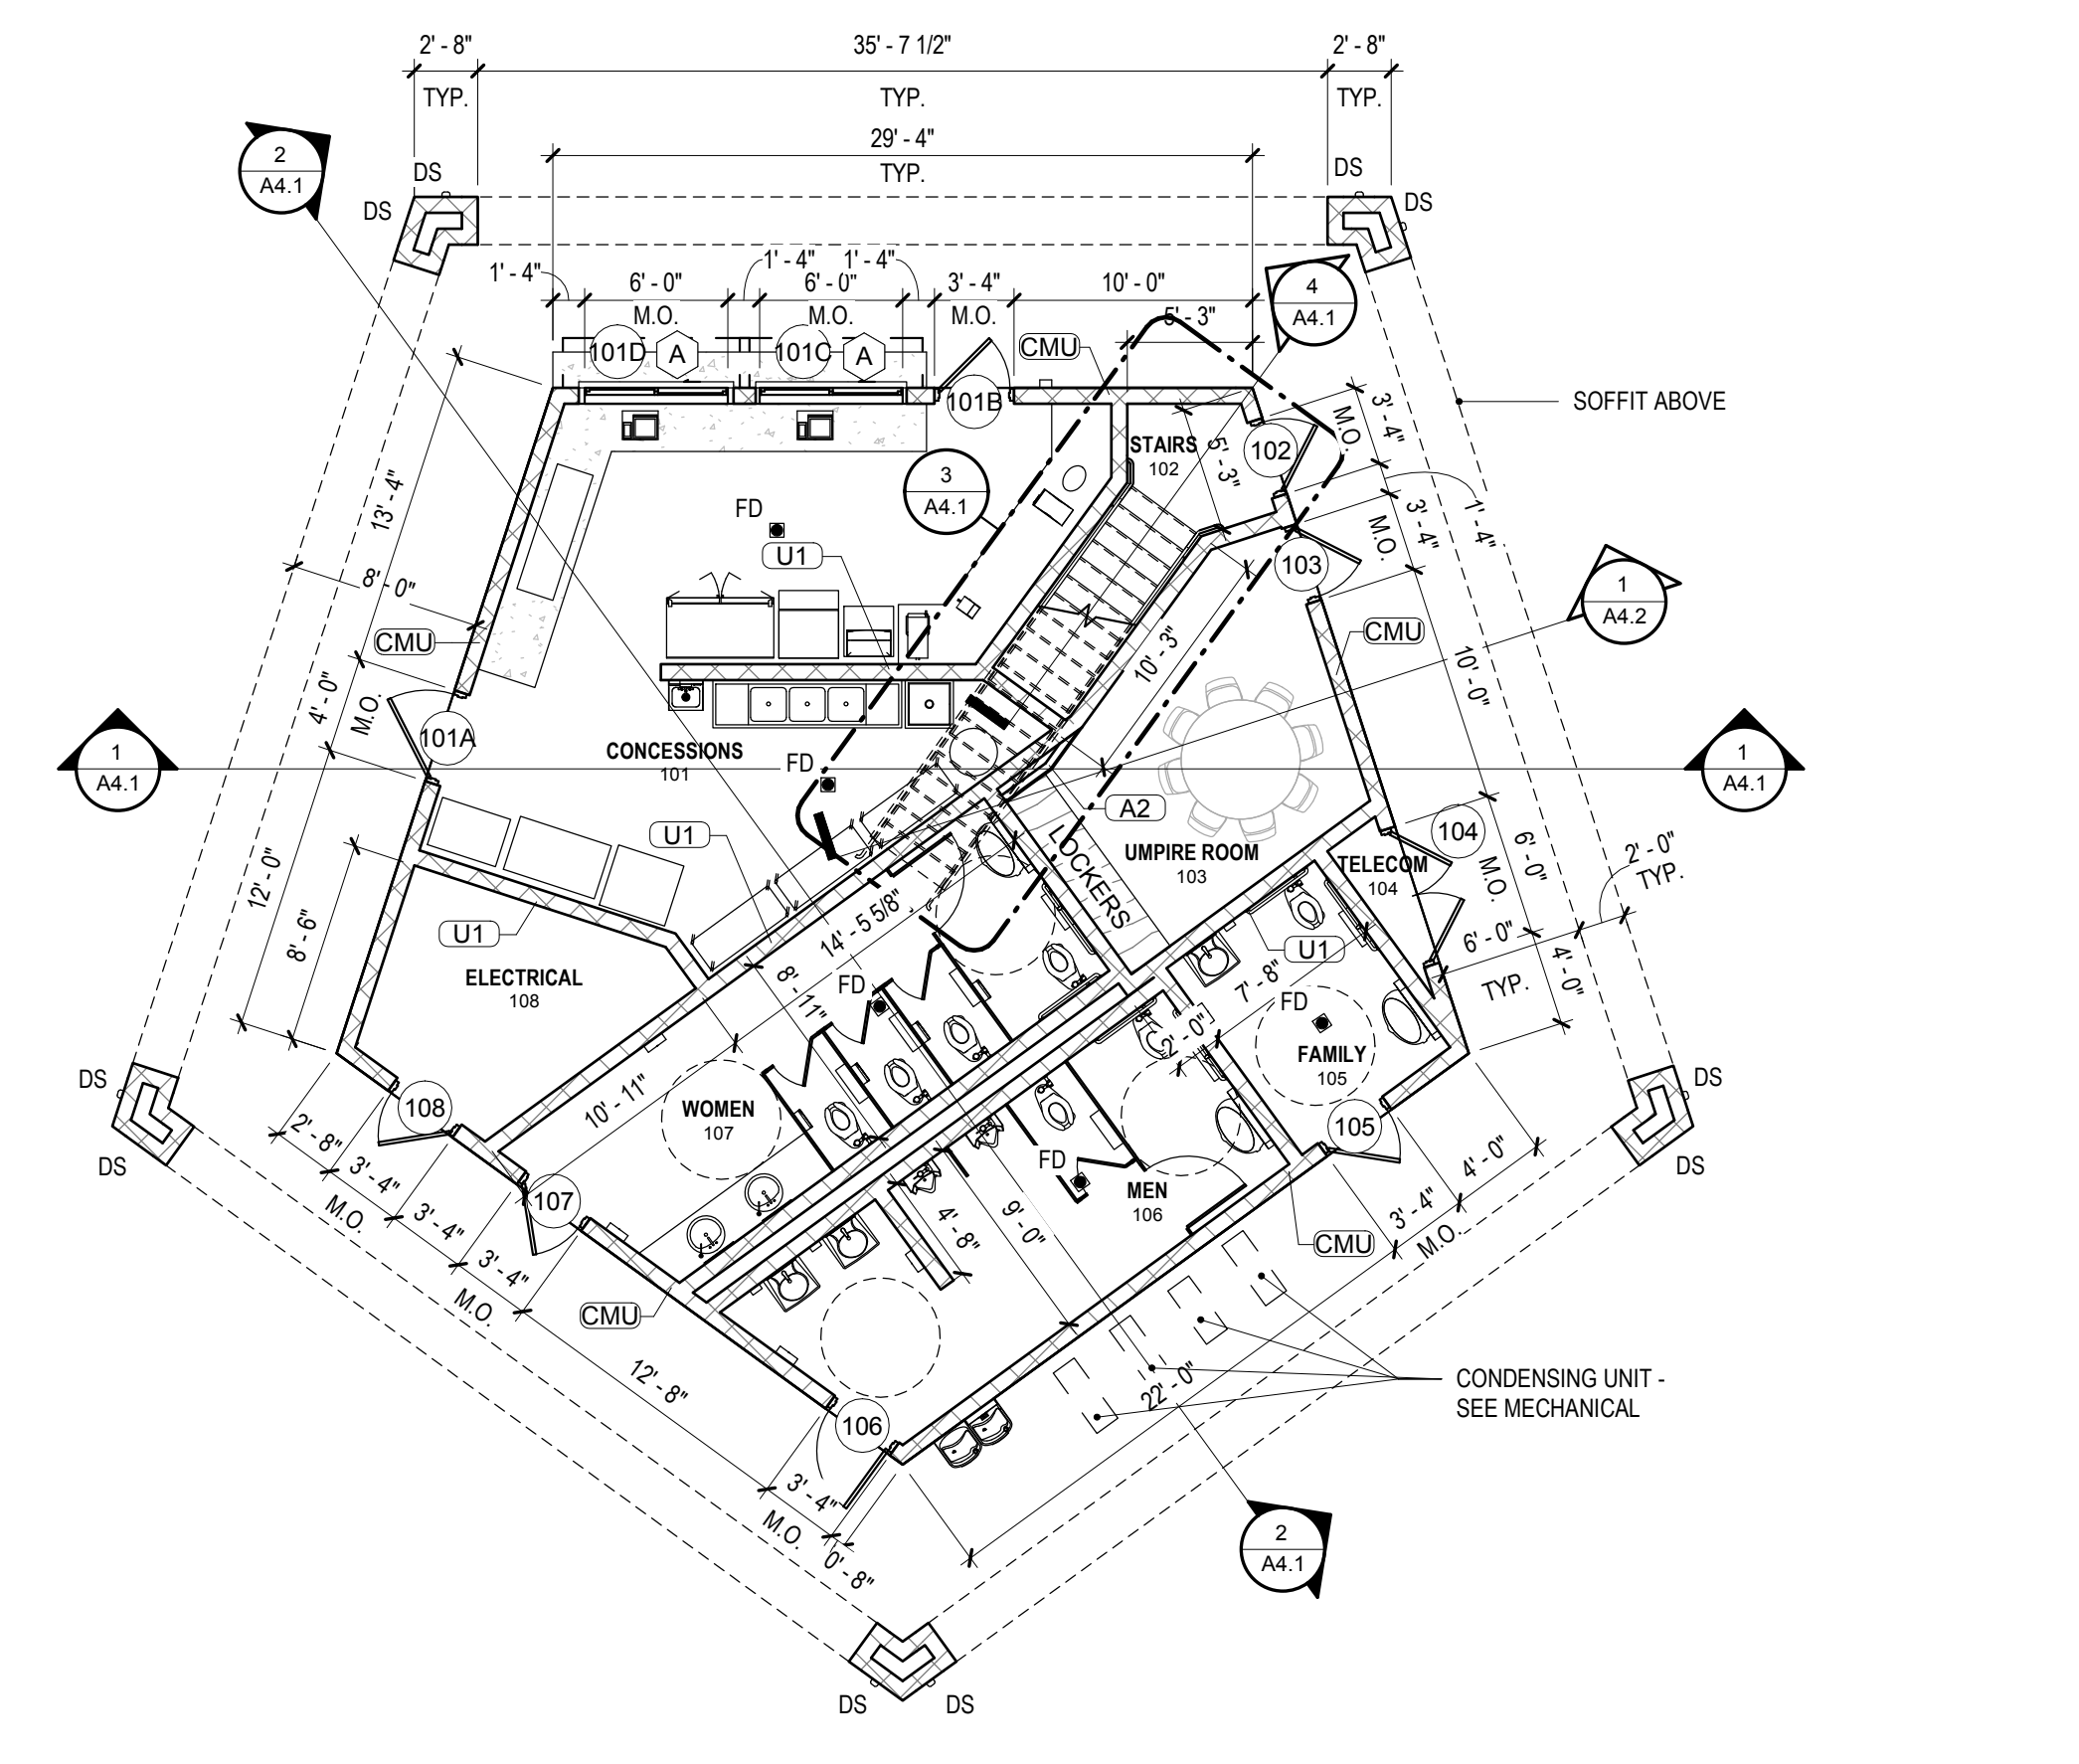 2' - 8"
35' - 7 1/2"
2' - 8"
TYP.
TYP.
TYP.
29' - 4"
TYP.
2
A4.1
DS
DS
DS
DS
1' - 4"
6' - 0"
M.O.
1' - 4"
1' - 4"
6' - 0"
M.O.
3' - 4"
M.O.
10' - 0"
5' - 3"
4
A4.1
101D
A
101C
A
101B
CMU
SOFFIT ABOVE
3' - 4"
M.O.
STAIRS
102
5' - 3"
102
3
A4.1
FD
U1
13' - 4"
3' - 4"
M.O.
1' - 4"
103
8' - 0"
CMU
1
A4.2
CMU
10' - 3"
10' - 0"
4' - 0"
M.O.
101A
1
A4.1
CONCESSIONS
101
FD
1
A4.1
A2
U1
LOCKERS
UMPIRE ROOM
103
104
TELECOM
104
M.O.
6' - 0"
2' - 0"
TYP.
12' - 0"
8' - 6"
U1
14' - 5 5/8"
U1
6' - 0"
TYP.
4' - 0"
ELECTRICAL
108
8' - 11"
FD
7' - 8"
FD
2' - 0"
FAMILY
105
DS
DS
108
10' - 11"
WOMEN
107
105
2' - 8"
3' - 4"
M.O.
DS
DS
FD
MEN
106
4' - 0"
3' - 4"
M.O.
107
3' - 4"
3' - 4"
M.O.
4' - 8"
9' - 0"
CMU
CMU
12' - 8"
22' - 0"
CONDENSING UNIT -
SEE MECHANICAL
106
3' - 4"
M.O.
0' - 8"
2
A4.1
DS
DS